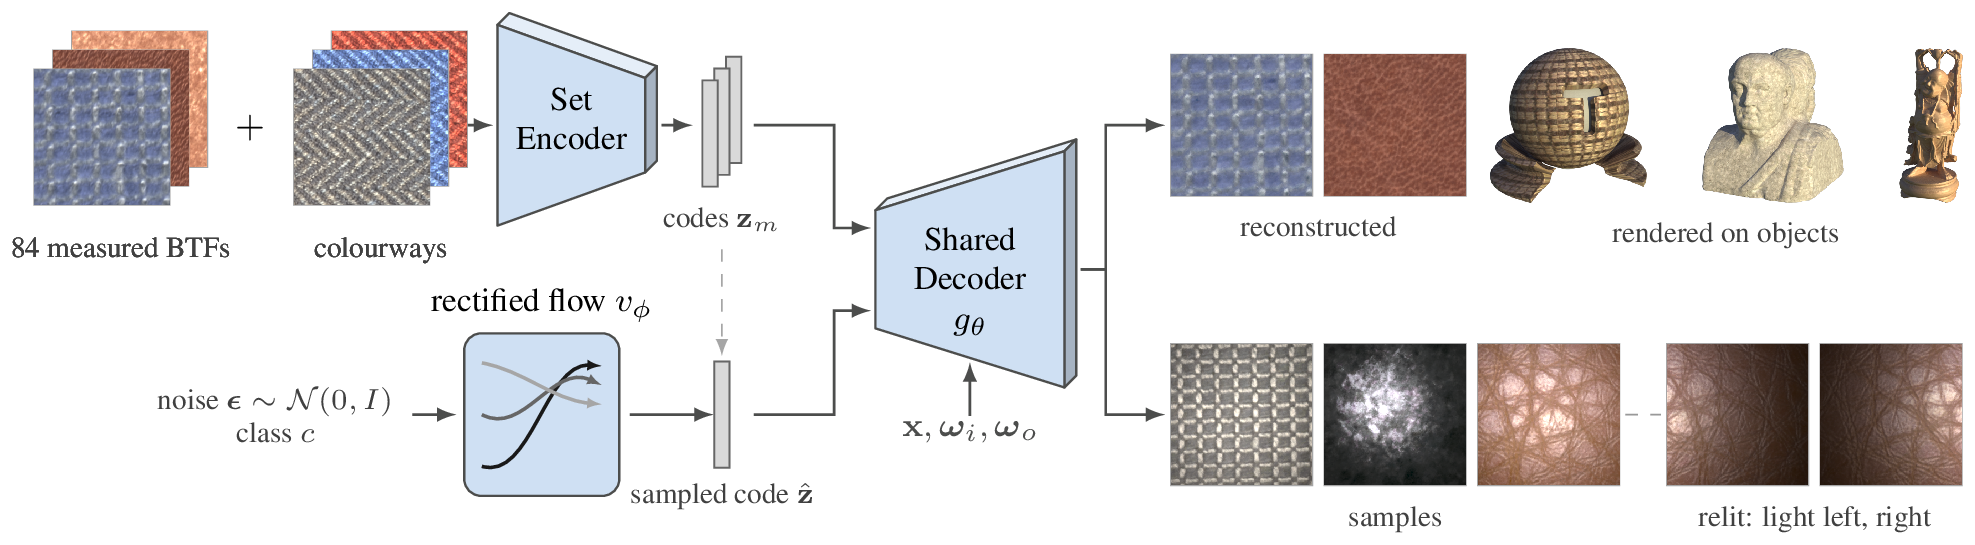 Set
Encoder
84 measured BTFs
+
colourways
codes z_m
rectified flow v_ϕ
noise ϵ ∼ 𝒩(0, I)
class c
sampled code ẑ
Shared
Decoder
g_θ
x, ω_i, ω_o
reconstructed
rendered on objects
samples
relit: light left, right